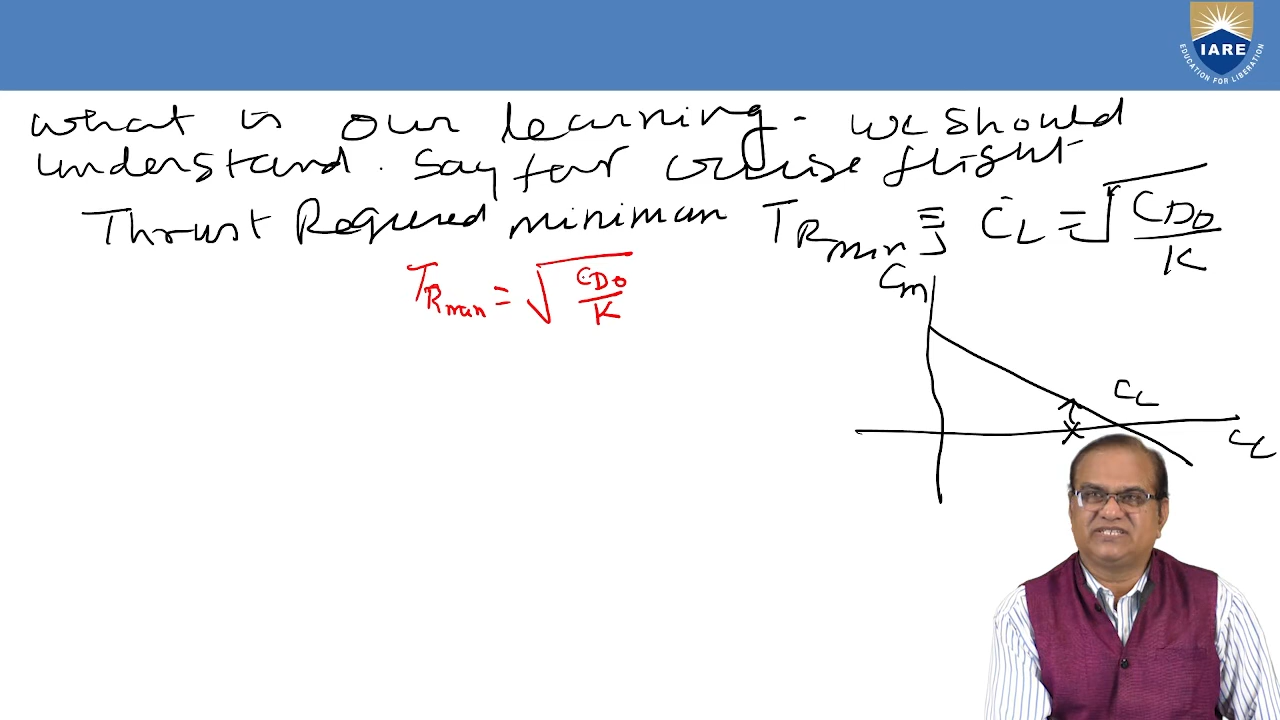 IARE
EDUCATION FOR LIBERATION
what is our learning - we should
understand. Say for cruise flight
Thrust Required minimum T_Rmin ≡ C_L = √(C_D0/K)
T_Rmin = √(C_D0/K)
C_m
C_L
C_L